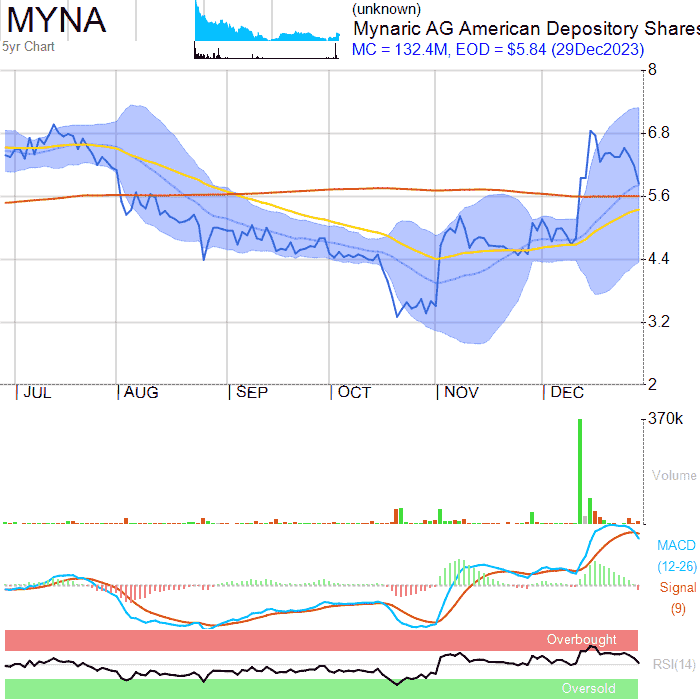 MYNA
5yr Chart
(unknown)
Mynaric AG American Depository Shares
MC = 132.4M, EOD = $5.84 (29Dec2023)
8
6.8
5.6
4.4
3.2
2
JUL AUG SEP OCT NOV DEC
370k
Volume
MACD
(12-26)
Signal
(9)
Overbought
RSI(14)
Oversold